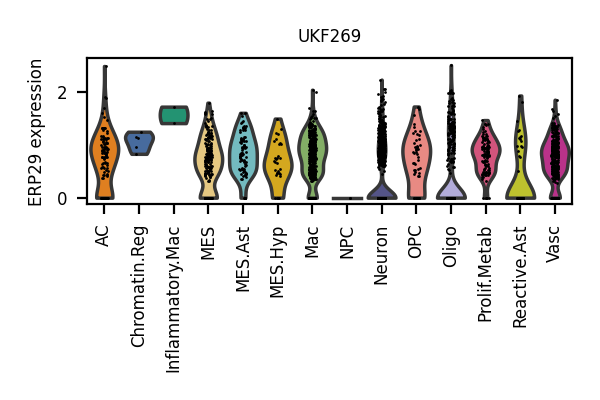 UKF269
ERP29 expression
2
0
AC
Chromatin.Reg
Inflammatory.Mac
MES
MES.Ast
MES.Hyp
Mac
NPC
Neuron
OPC
Oligo
Prolif.Metab
Reactive.Ast
Vasc